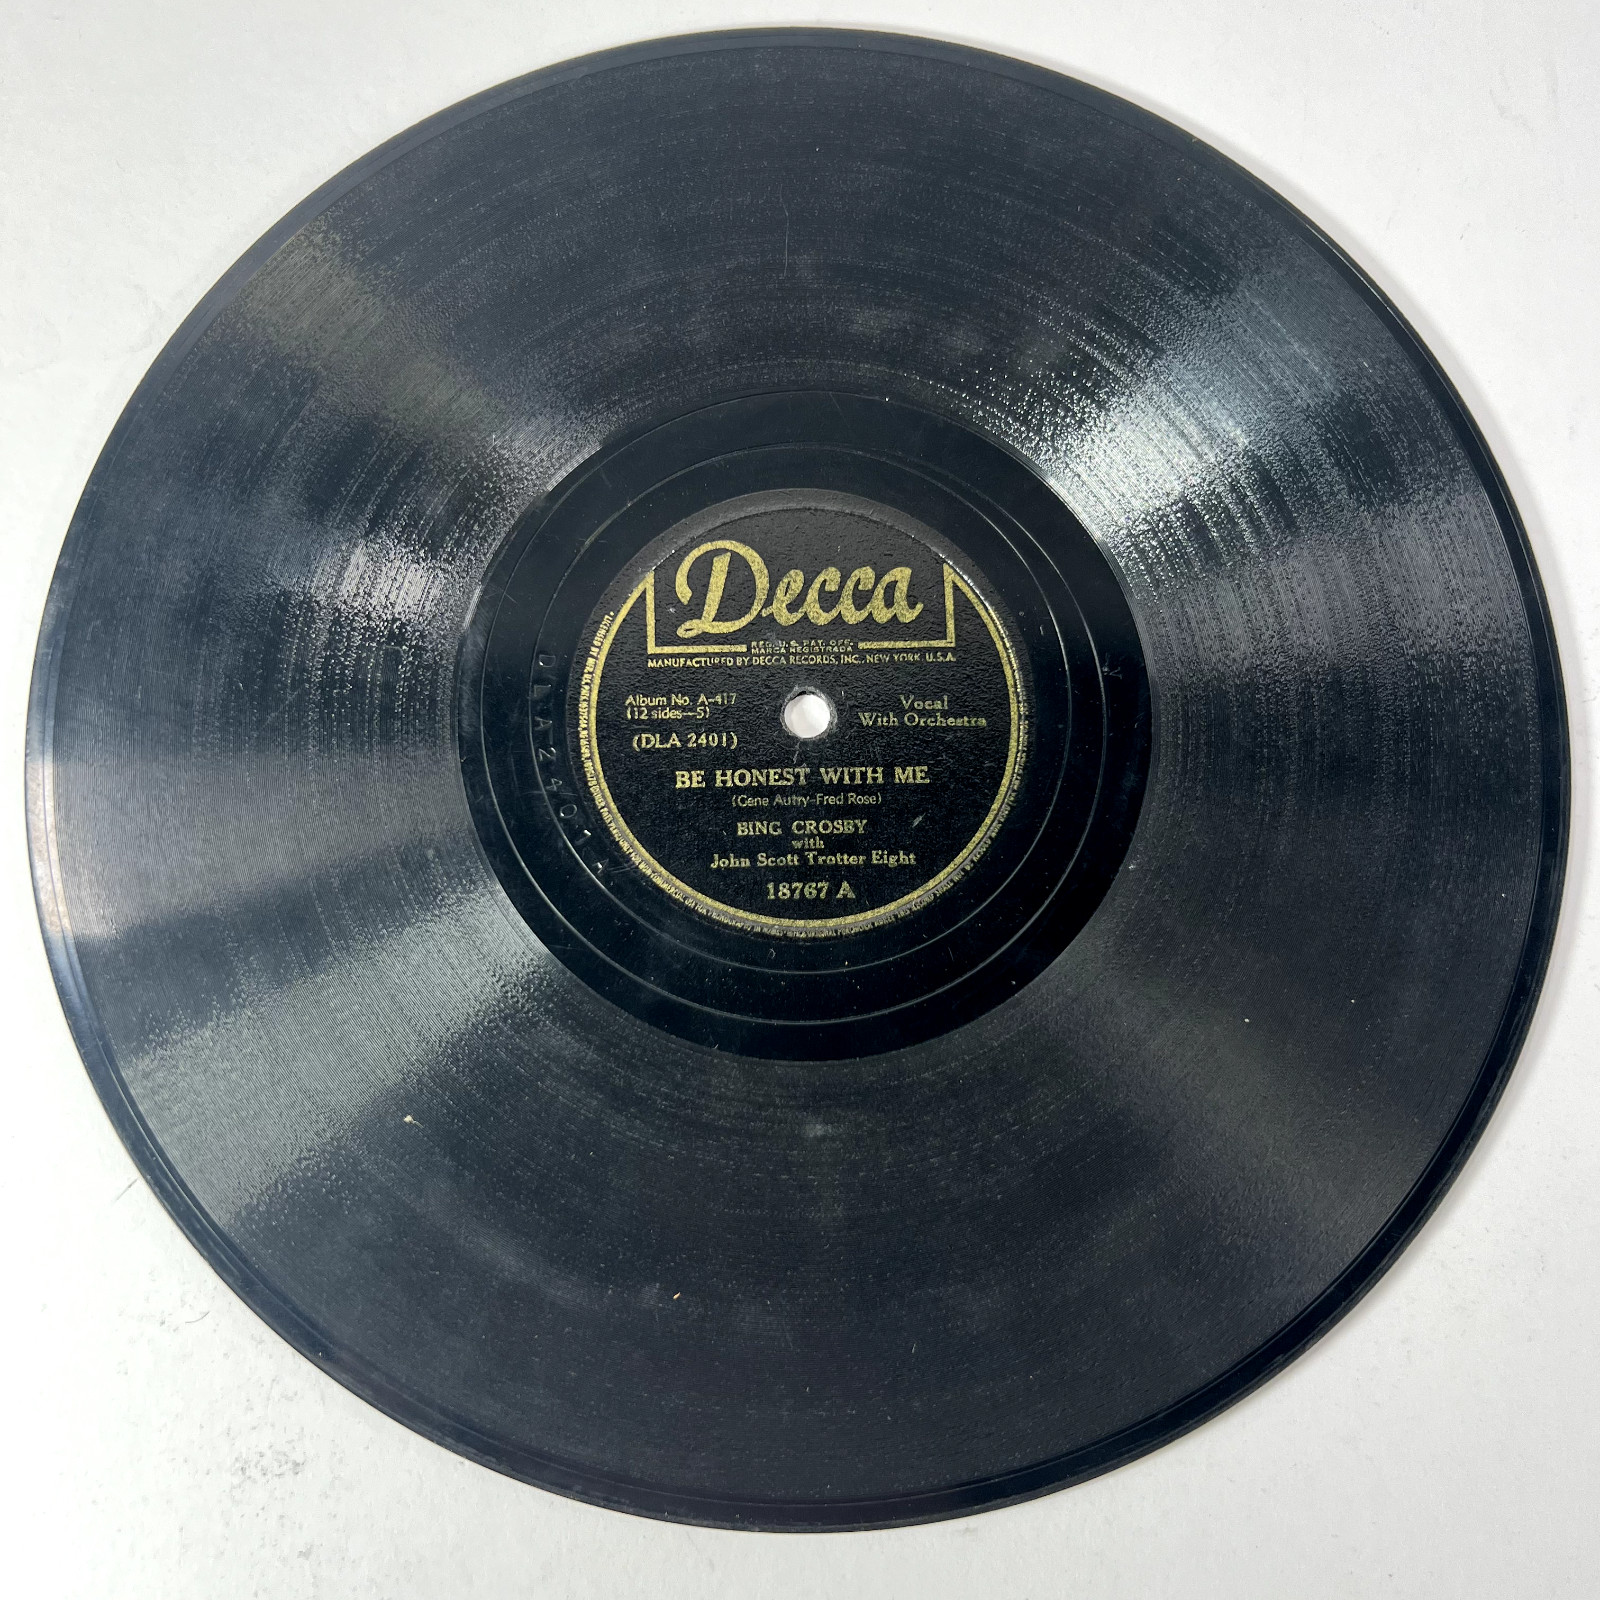 Decca
REG. U.S. PAT. OFF.
MARCA REGISTRADA
MANUFACTURED BY DECCA RECORDS, INC., NEW YORK, U.S.A.
Album No. A-417
(12 sides—5)
(DLA 2401)
Vocal
With Orchestra
BE HONEST WITH ME
(Gene Autry-Fred Rose)
BING CROSBY
with
John Scott Trotter Eight
18767 A
DLA 2401 A